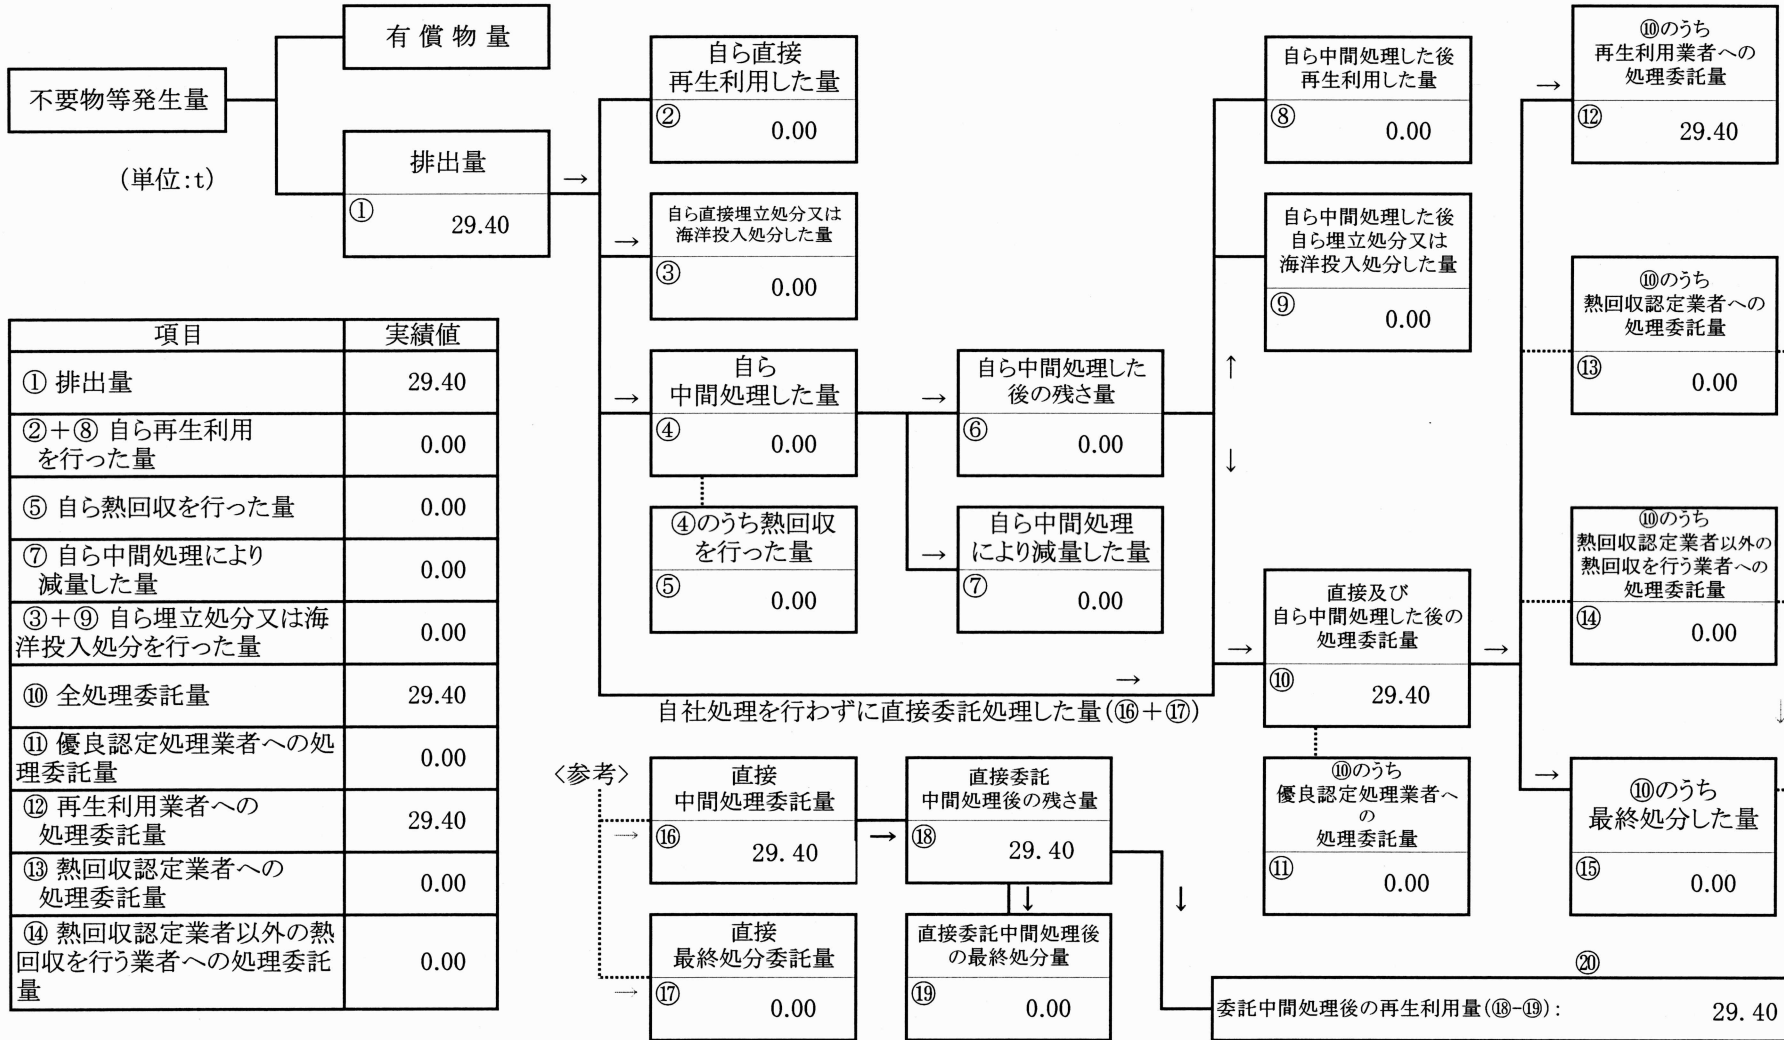 不要物等発生量
(単位:t)
有償物量
排出量
① 29.40
自ら直接
再生利用した量
② 0.00
自ら直接埋立処分又は
海洋投入処分した量
③ 0.00
自ら
中間処理した量
④ 0.00
④のうち熱回収
を行った量
⑤ 0.00
自ら中間処理した
後の残さ量
⑥ 0.00
自ら中間処理
により減量した量
⑦ 0.00
自ら中間処理した後
再生利用した量
⑧ 0.00
自ら中間処理した後
自ら埋立処分又は
海洋投入処分した量
⑨ 0.00
直接及び
自ら中間処理した後の
処理委託量
⑩ 29.40
⑩のうち
優良認定処理業者へ
の
処理委託量
⑪ 0.00
⑩のうち
再生利用業者への
処理委託量
⑫ 29.40
⑩のうち
熱回収認定業者への
処理委託量
⑬ 0.00
⑩のうち
熱回収認定業者以外の
熱回収を行う業者への
処理委託量
⑭ 0.00
⑩のうち
最終処分した量
⑮ 0.00
自社処理を行わずに直接委託処理した量(⑯+⑰)
<参考>
直接
中間処理委託量
⑯ 29.40
直接
最終処分委託量
⑰ 0.00
直接委託
中間処理後の残さ量
⑱ 29.40
直接委託中間処理後
の最終処分量
⑲ 0.00
⑳
委託中間処理後の再生利用量(⑱-⑲): 29.40
項目 実績値
① 排出量 29.40
②+⑧ 自ら再生利用
を行った量 0.00
⑤ 自ら熱回収を行った量 0.00
⑦ 自ら中間処理により
減量した量 0.00
③+⑨ 自ら埋立処分又は海
洋投入処分を行った量 0.00
⑩ 全処理委託量 29.40
⑪ 優良認定処理業者への処
理委託量 0.00
⑫ 再生利用業者への
処理委託量 29.40
⑬ 熱回収認定業者への
処理委託量 0.00
⑭ 熱回収認定業者以外の熱
回収を行う業者への処理委託
量 0.00